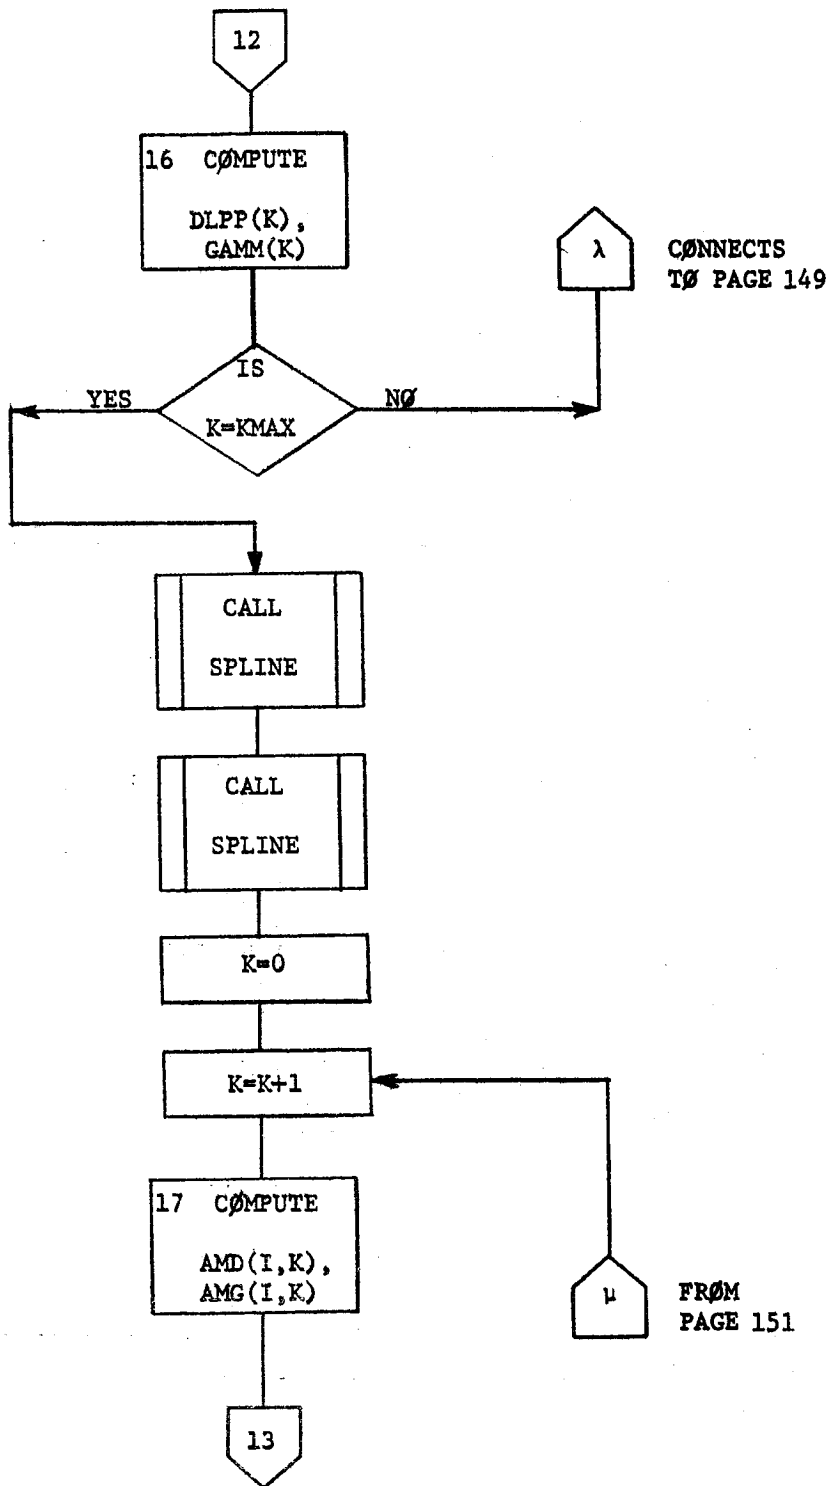 12
16 CØMPUTE
DLPP(K),
GAMM(K)
λ
CØNNECTS
TØ PAGE 149
IS
K=KMAX
YES
NØ
CALL
SPLINE
CALL
SPLINE
K=0
K=K+1
17 CØMPUTE
AMD(I,K),
AMG(I,K)
μ
FRØM
PAGE 151
13